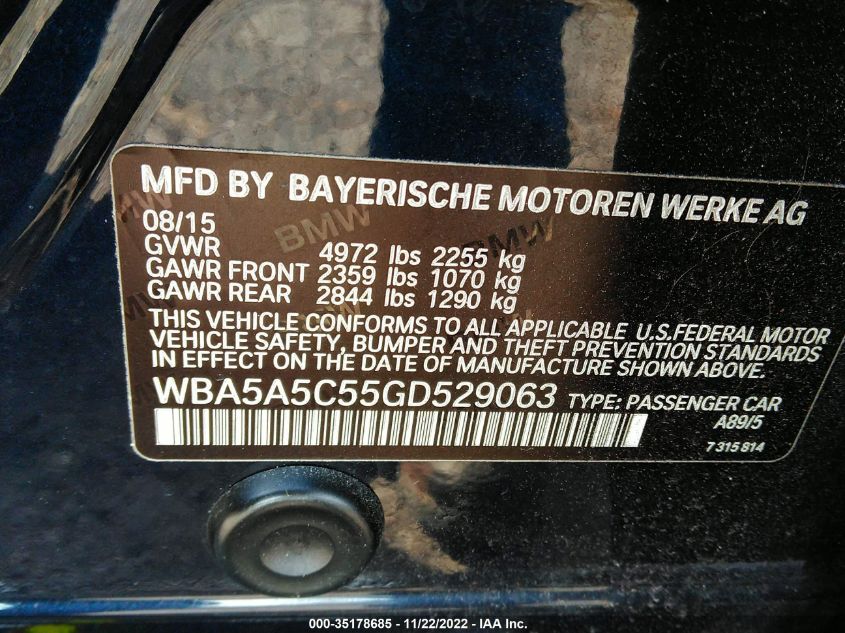 MFD BY BAYERISCHE MOTOREN WERKE AG
08/15
GVWR 4972 lbs 2255 kg
GAWR FRONT 2359 lbs 1070 kg
GAWR REAR 2844 lbs 1290 kg
THIS VEHICLE CONFORMS TO ALL APPLICABLE U.S.FEDERAL MOTOR
VEHICLE SAFETY, BUMPER AND THEFT PREVENTION STANDARDS
IN EFFECT ON THE DATE OF MANUFACTURE SHOWN ABOVE.
WBA5A5C55GD529063 TYPE: PASSENGER CAR
A89/5
7315814
BMW
BMW
000-35178685 - 11/22/2022 - IAA Inc.